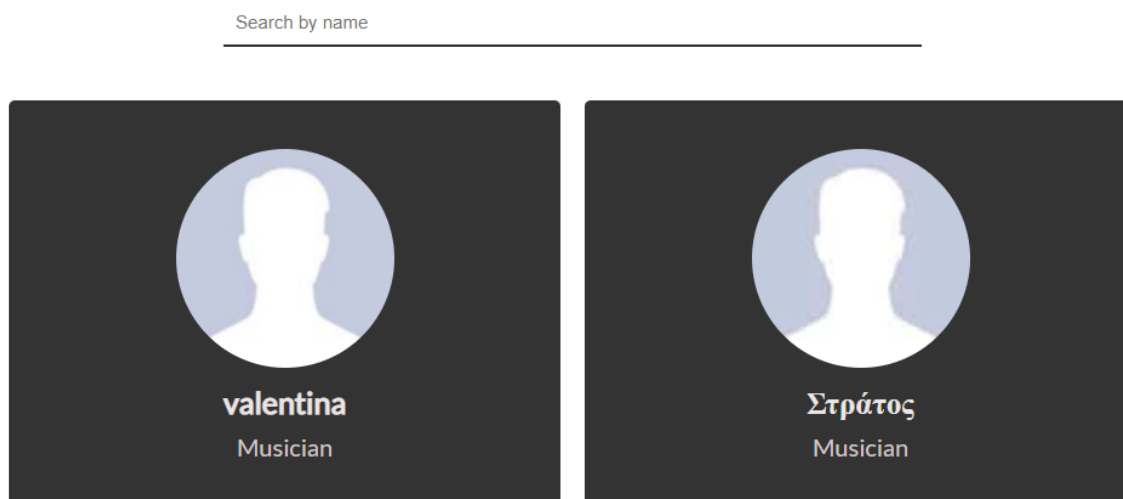 Search by name
valentina
Musician
Στράτος
Musician